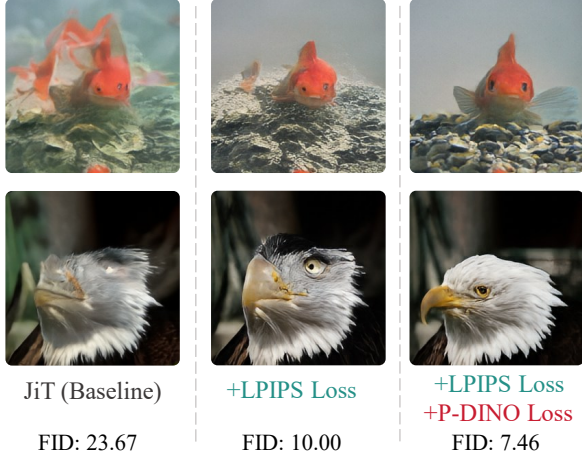 JiT (Baseline)
+LPIPS Loss
+LPIPS Loss
+P-DINO Loss
FID: 23.67
FID: 10.00
FID: 7.46